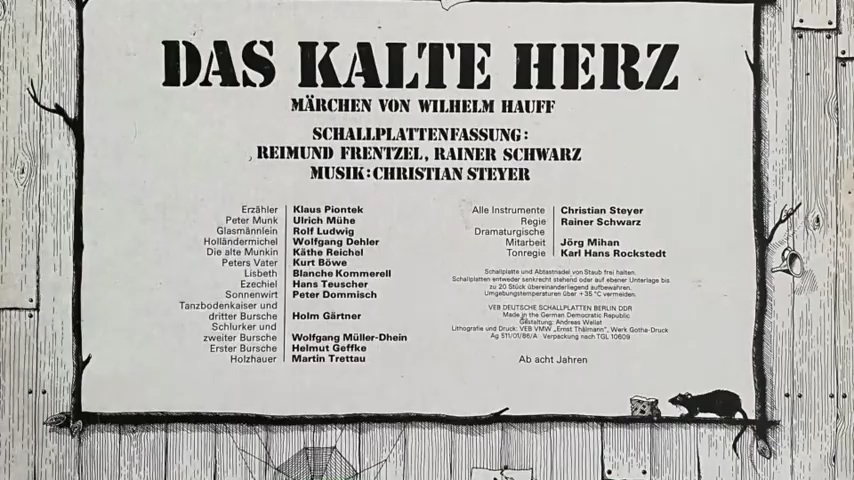 DAS KALTE HERZ
MÄRCHEN VON WILHELM HAUFF
SCHALLPLATTENFASSUNG:
REIMUND FRENTZEL, RAINER SCHWARZ
MUSIK: CHRISTIAN STEYER
Erzähler Klaus Piontek
Peter Munk Ulrich Mühe
Glasmännlein Rolf Ludwig
Holländermichel Wolfgang Dehler
Die alte Munkin Käthe Reichel
Peters Vater Kurt Böwe
Lisbeth Blanche Kommerell
Ezechiel Hans Teuscher
Sonnenwirt Peter Dommisch
Tanzbodenkaiser und
dritter Bursche Holm Gärtner
Schlurker und
zweiter Bursche Wolfgang Müller-Dhein
Erster Bursche Helmut Geffke
Holzhauer Martin Trettau
Alle Instrumente Christian Steyer
Regie Rainer Schwarz
Dramaturgische
Mitarbeit Jörg Mihan
Tonregie Karl Hans Rockstedt
Schallplatte und Abtastnadel von Staub frei halten.
Schallplatten entweder senkrecht stehend oder auf ebener Unterlage bis
zu 20 Stück übereinanderliegend aufbewahren.
Umgebungstemperaturen über +35 °C vermeiden.
VEB DEUTSCHE SCHALLPLATTEN BERLIN DDR
Made in the German Democratic Republic
Gestaltung: Andreas Weßat
Lithografie und Druck: VEB VMW „Ernst Thälmann", Werk Gotha-Druck
Ag 511/01/86/A Verpackung nach TGL 10609
Ab acht Jahren